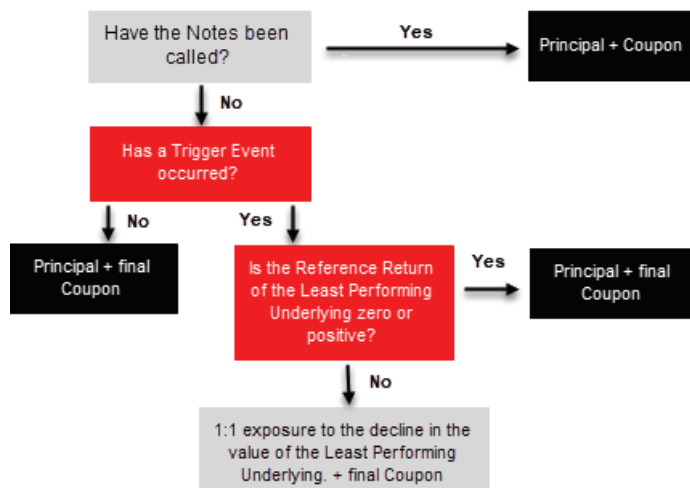 Have the Notes been
called?
Yes
Principal + Coupon
No
Has a Trigger Event
occurred?
No
Yes
Principal + final
Coupon
Is the Reference Return
of the Least Performing
Underlying zero or
positive?
Yes
Principal + final
Coupon
No
1:1 exposure to the decline in the
value of the Least Performing
Underlying. + final Coupon